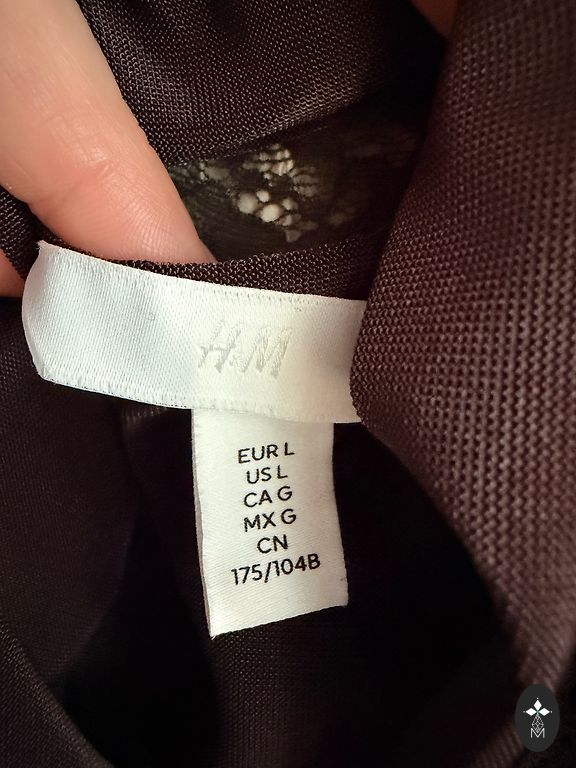 H&M
EUR L
US L
CA G
MX G
CN
175/104B
M